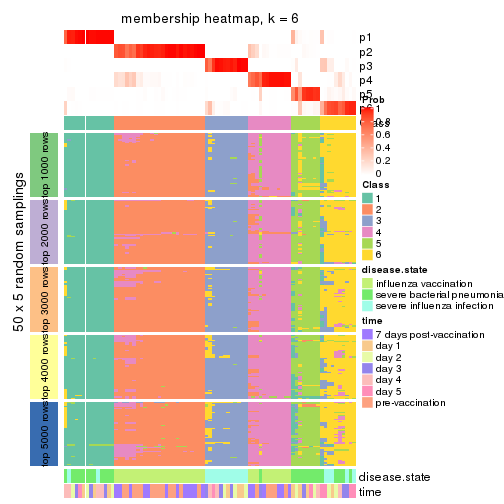 membership heatmap, k = 6
p1
p2
p3
p4
p5
p6
Prob
1
0.8
0.6
0.4
0.2
0
Class
1
2
3
4
5
6
disease.state
influenza vaccination
severe bacterial pneumonia
severe influenza infection
time
7 days post-vaccination
day 1
day 2
day 3
day 4
day 5
pre-vaccination
50 x 5 random samplings
top 1000 rows
top 2000 rows
top 3000 rows
top 4000 rows
top 5000 rows
disease.state
time